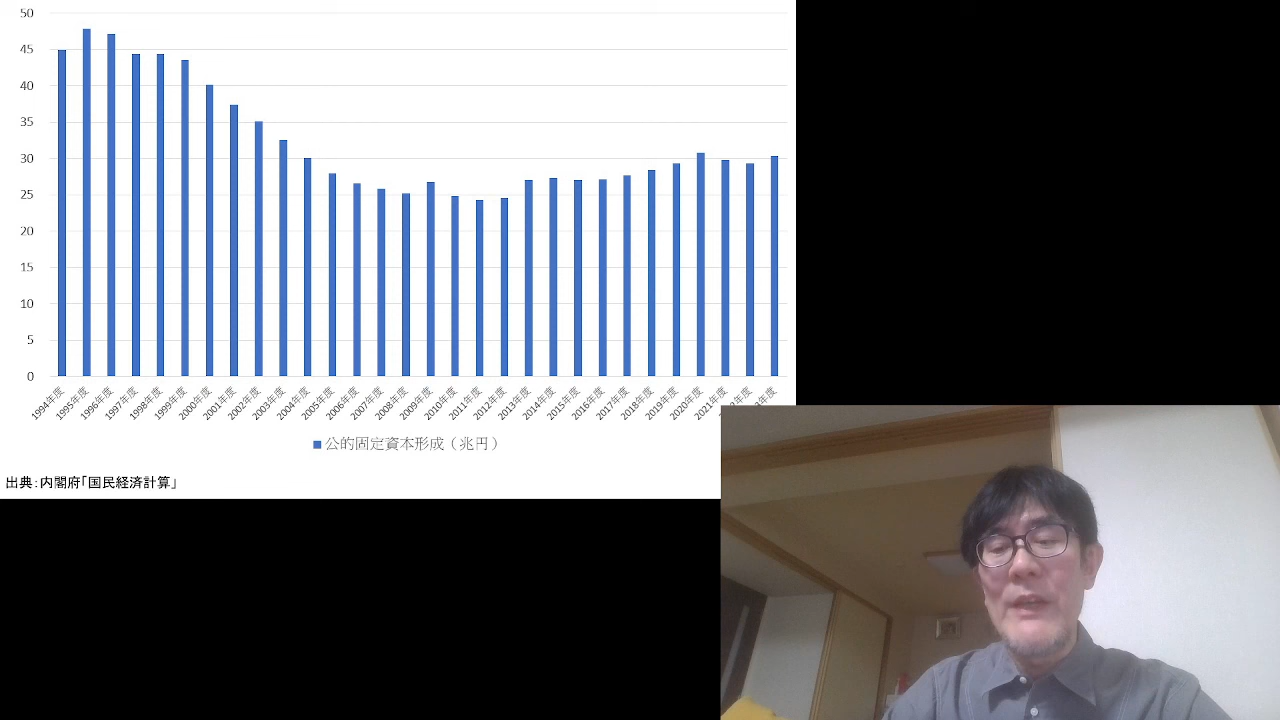 50
45
40
35
30
25
20
15
10
5
0
1994年度
1995年度
1996年度
1997年度
1998年度
1999年度
2000年度
2001年度
2002年度
2003年度
2004年度
2005年度
2006年度
2007年度
2008年度
2009年度
2010年度
2011年度
2012年度
2013年度
2014年度
2015年度
2016年度
2017年度
2018年度
2019年度
2020年度
2021年度
年度
年度
公的固定資本形成（兆円）
出典：内閣府「国民経済計算」